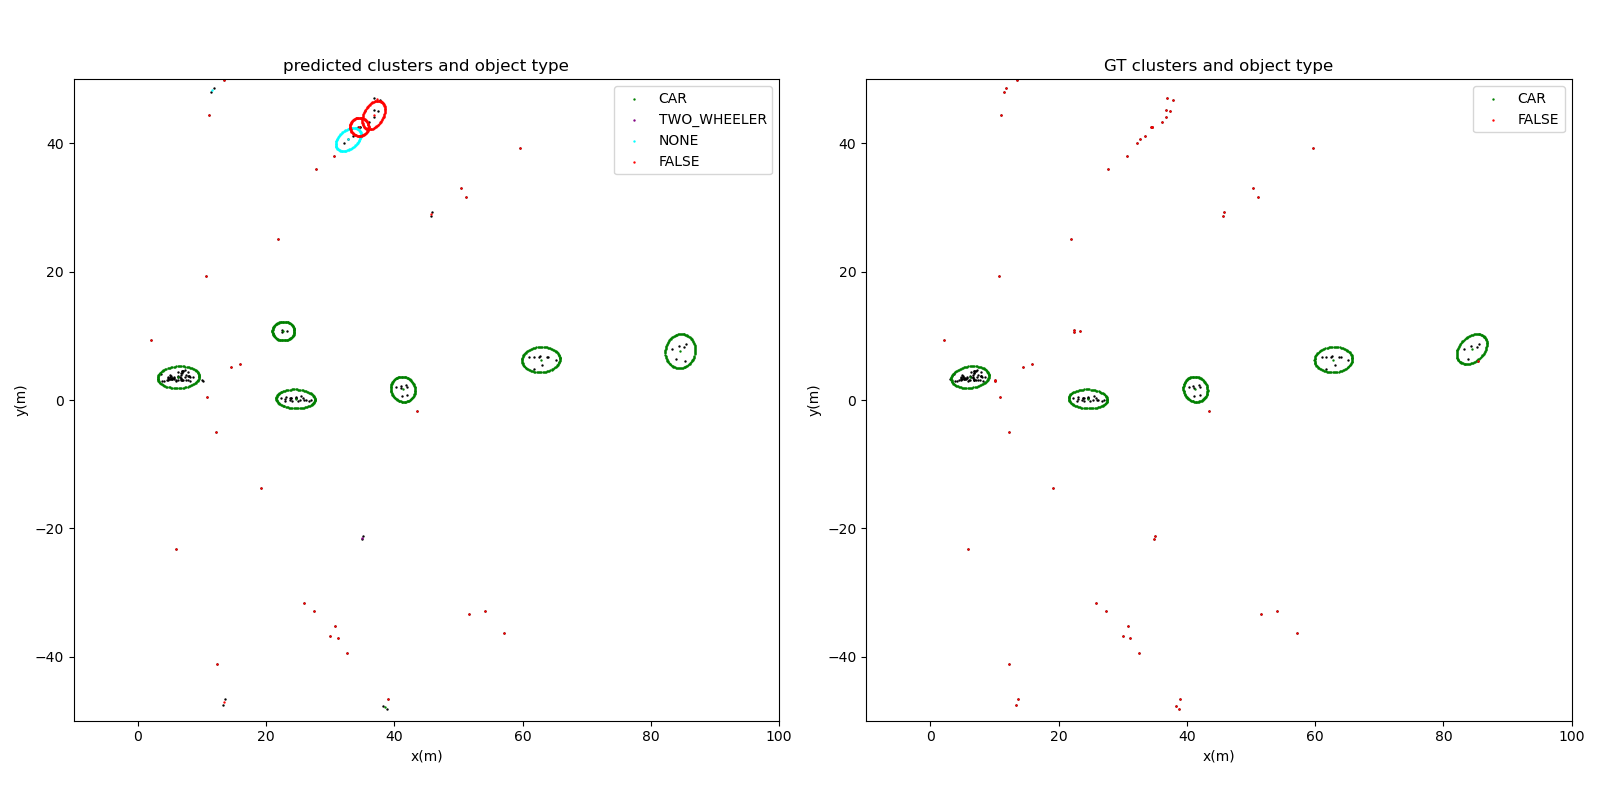 predicted clusters and object type
CAR
TWO_WHEELER
NONE
FALSE
40
20
0
−20
−40
y(m)
0
20
40
60
80
100
x(m)
GT clusters and object type
CAR
FALSE
40
20
0
−20
−40
y(m)
0
20
40
60
80
100
x(m)